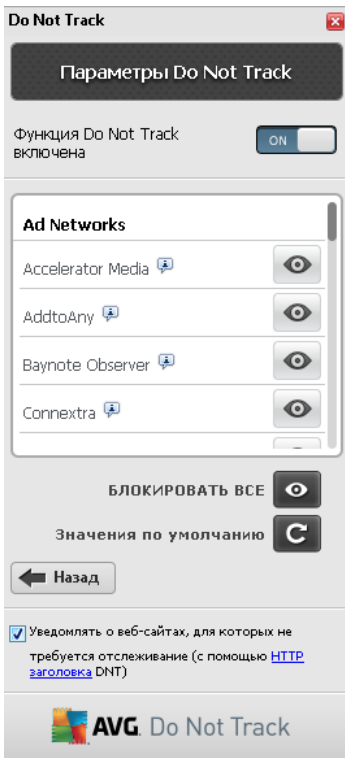 Do Not Track
Параметры Do Not Track
Функция Do Not Track
включена
ON
Ad Networks
Accelerator Media
AddtoAny
Baynote Observer
Connextra
БЛОКИРОВАТЬ ВСЕ
Значения по умолчанию
Назад
Уведомлять о веб-сайтах, для которых не
требуется отслеживание (с помощью HTTP
заголовка DNT)
AVG. Do Not Track